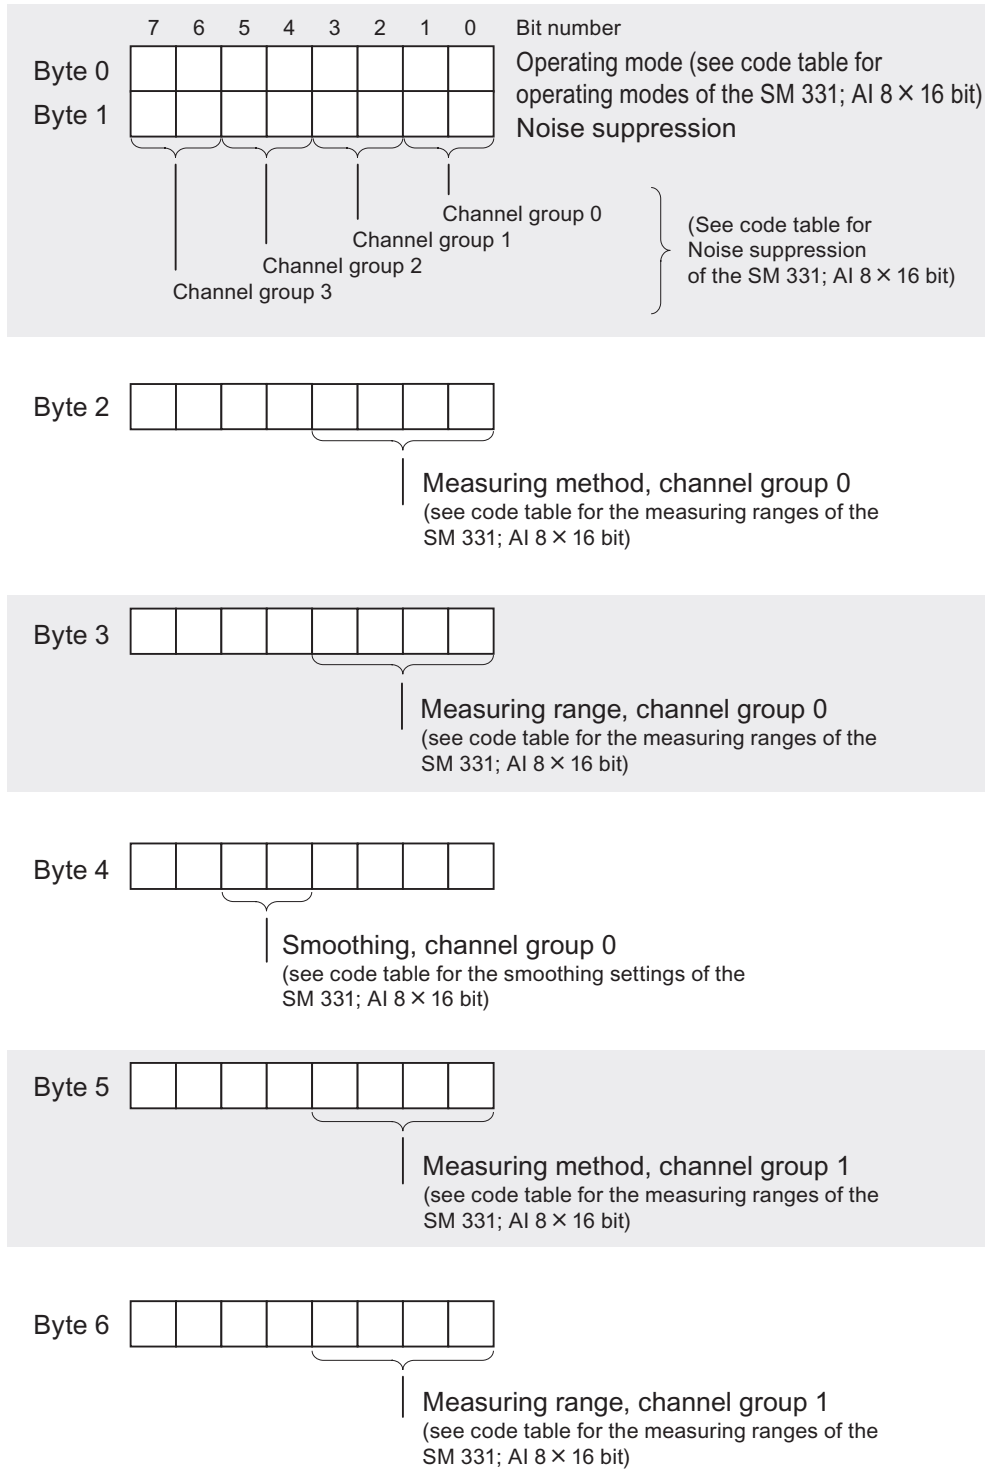 7 6 5 4 3 2 1 0 Bit number
Byte 0
Operating mode (see code table for
operating modes of the SM 331; AI 8 × 16 bit)
Byte 1
Noise suppression
Channel group 0
Channel group 1
Channel group 2
Channel group 3
(See code table for
Noise suppression
of the SM 331; AI 8 × 16 bit)
Byte 2
Measuring method, channel group 0
(see code table for the measuring ranges of the
SM 331; AI 8 × 16 bit)
Byte 3
Measuring range, channel group 0
(see code table for the measuring ranges of the
SM 331; AI 8 × 16 bit)
Byte 4
Smoothing, channel group 0
(see code table for the smoothing settings of the
SM 331; AI 8 × 16 bit)
Byte 5
Measuring method, channel group 1
(see code table for the measuring ranges of the
SM 331; AI 8 × 16 bit)
Byte 6
Measuring range, channel group 1
(see code table for the measuring ranges of the
SM 331; AI 8 × 16 bit)